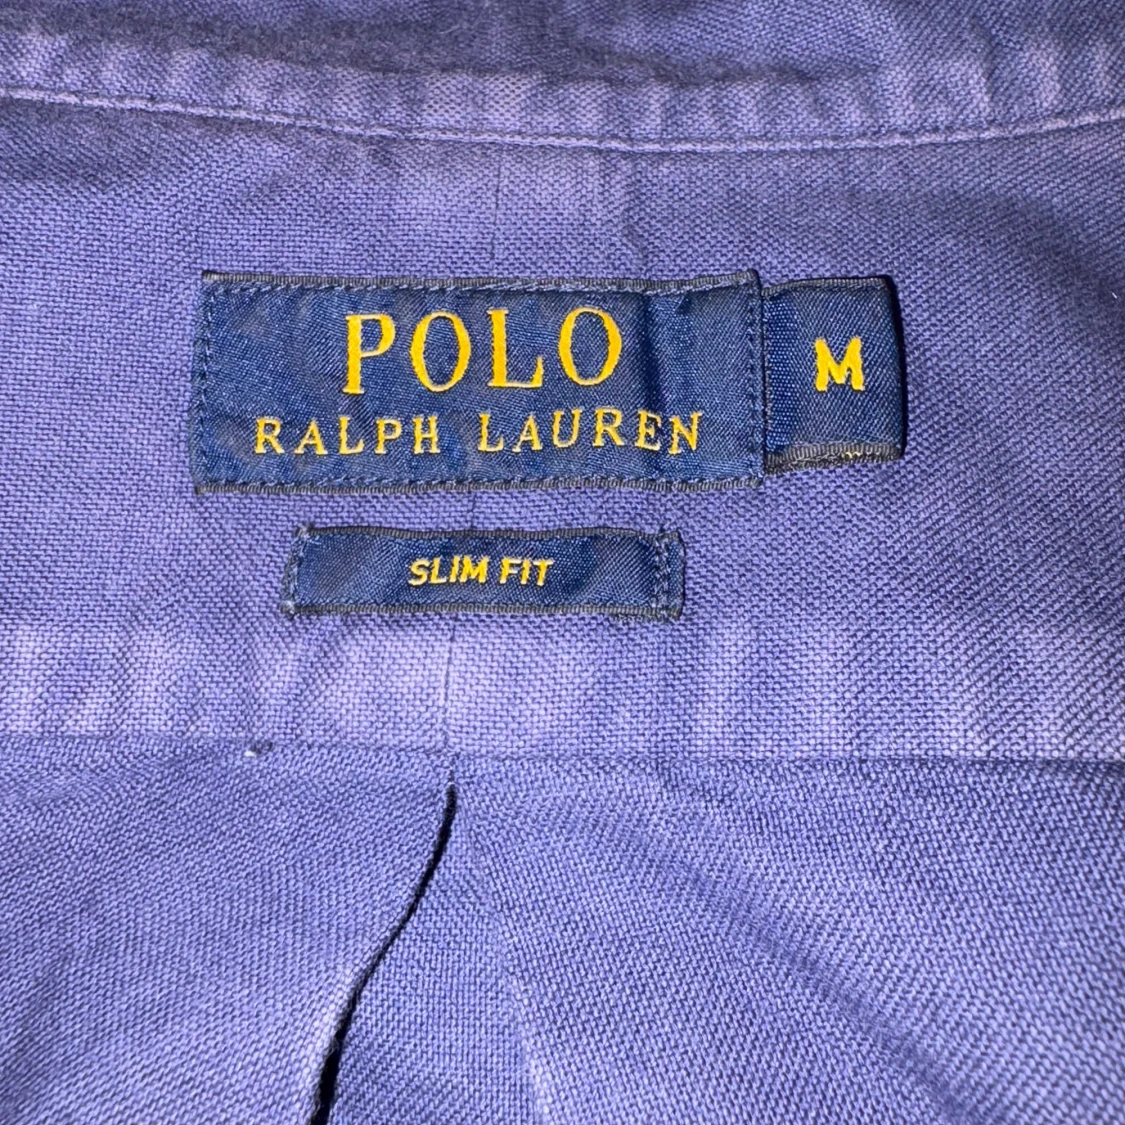 POLO
RALPH LAUREN
M
SLIM FIT